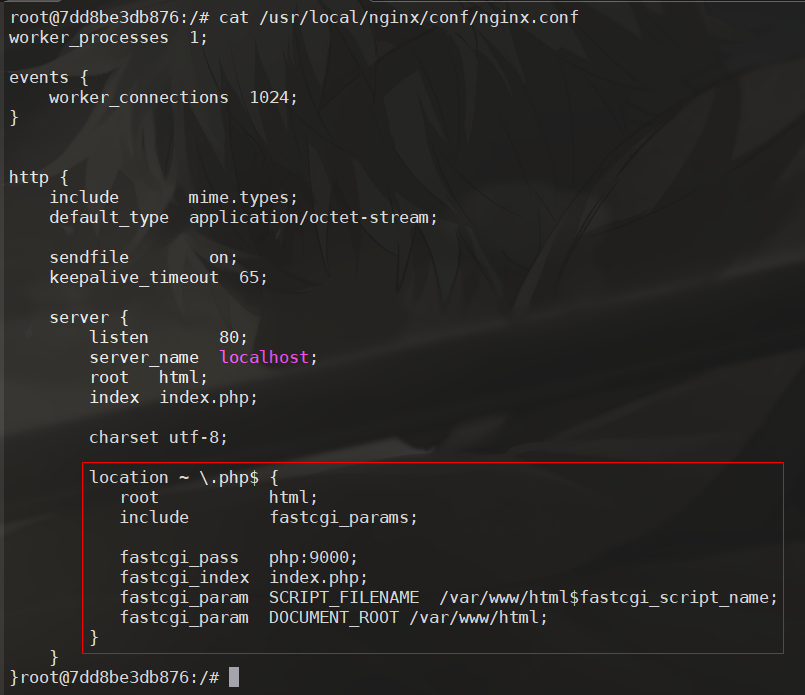 root@7dd8be3db876:/# cat /usr/local/nginx/conf/nginx.conf
worker_processes  1;
events {
    worker_connections  1024;
}
http {
    include       mime.types;
    default_type  application/octet-stream;
    sendfile        on;
    keepalive_timeout  65;
    server {
        listen       80;
        server_name  localhost;
        root   html;
        index  index.php;
        charset utf-8;
        location ~ \.php$ {
           root           html;
           include        fastcgi_params;
           fastcgi_pass   php:9000;
           fastcgi_index  index.php;
           fastcgi_param  SCRIPT_FILENAME  /var/www/html$fastcgi_script_name;
           fastcgi_param  DOCUMENT_ROOT /var/www/html;
        }
    }
}root@7dd8be3db876:/#